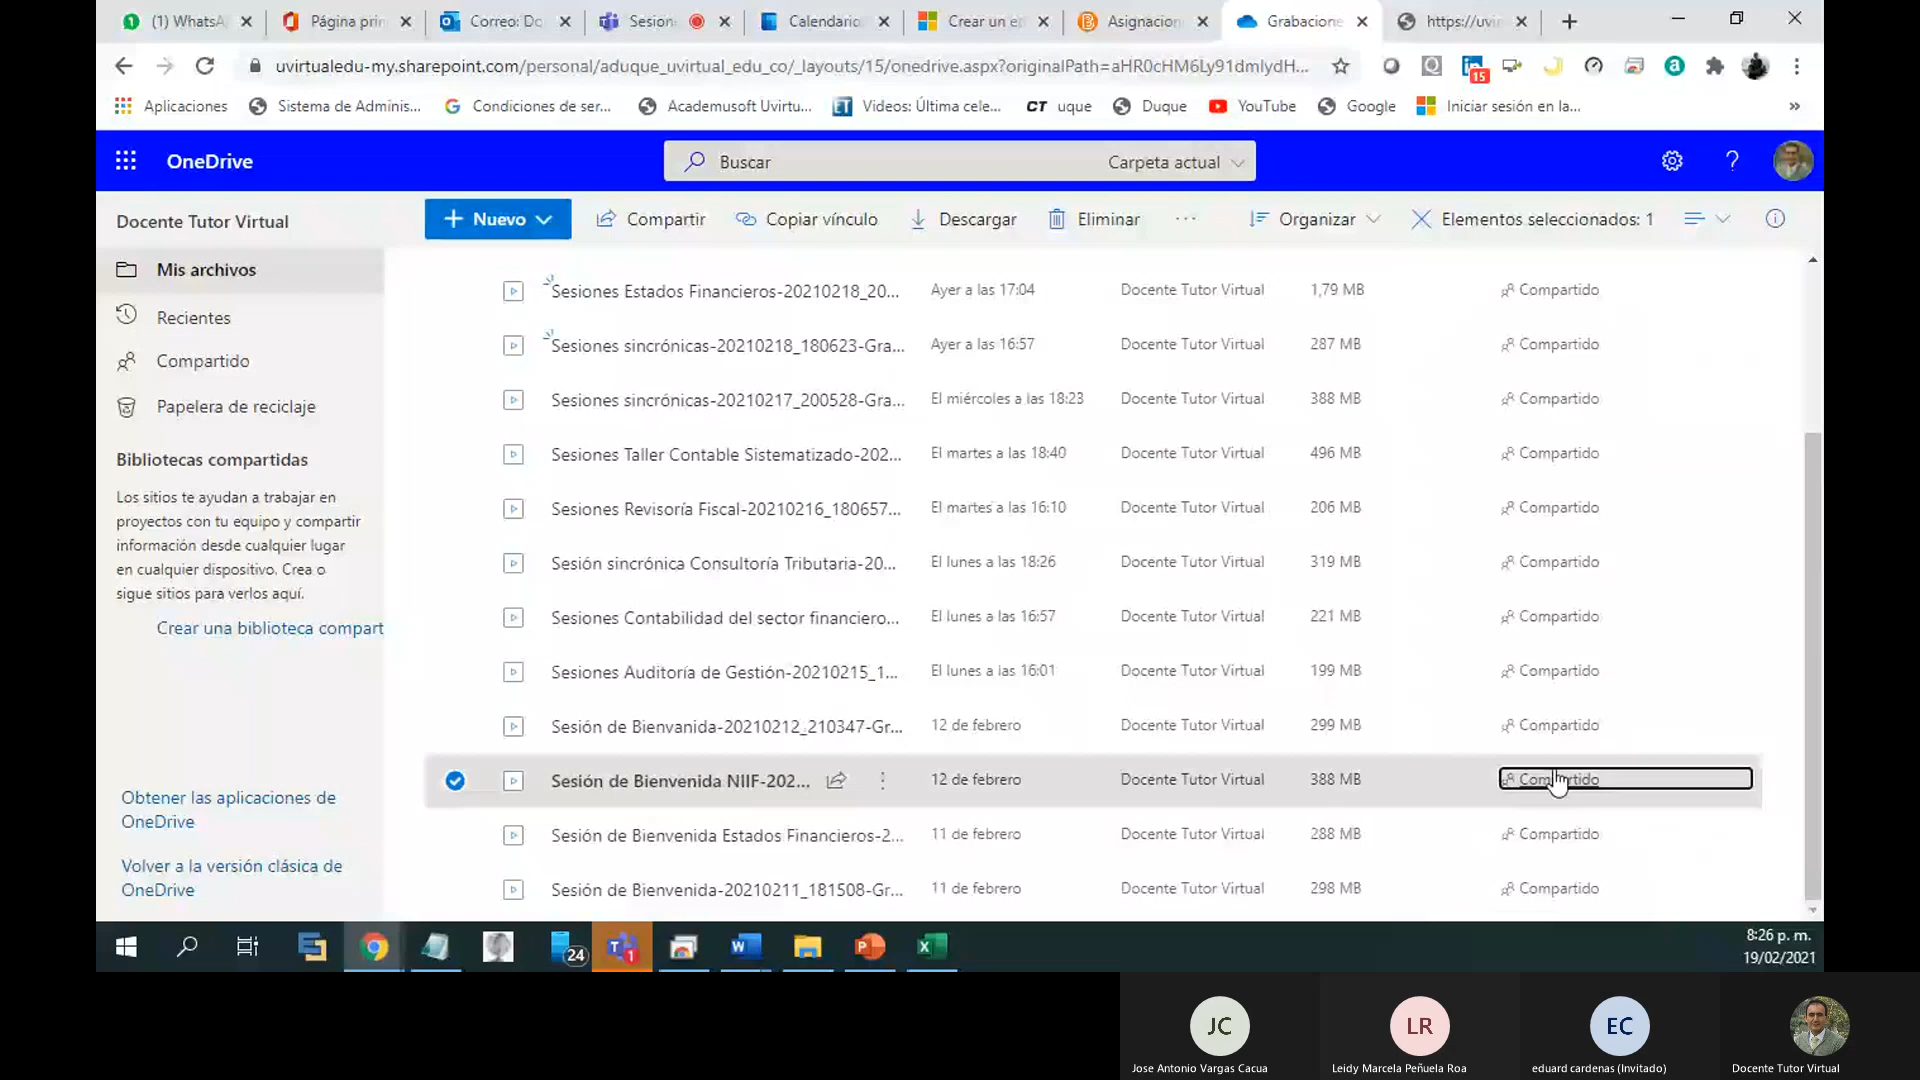 (1) WhatsA
Página prin
Correo: Do
Sesion
Calendario
Crear un e
Asignacion
Grabacione
https://uvir
uvirtualedu-my.sharepoint.com/personal/aduque_uvirtual_edu_co/_layouts/15/onedrive.aspx?originalPath=aHR0cHM6Ly91dmlydH...
15
Aplicaciones
Sistema de Adminis...
Condiciones de ser...
Academusoft Uvirtu...
ET Videos: Última cele...
CT uque
Duque
YouTube
Google
Iniciar sesión en la...
»
OneDrive
Buscar
Carpeta actual
?
Docente Tutor Virtual
Nuevo
Compartir
Copiar vínculo
Descargar
Eliminar
...
Organizar
Elementos seleccionados: 1
Mis archivos
Recientes
Compartido
Papelera de reciclaje
Bibliotecas compartidas
Los sitios te ayudan a trabajar en
proyectos con tu equipo y compartir
información desde cualquier lugar
en cualquier dispositivo. Crea o
sigue sitios para verlos aquí.
Crear una biblioteca compart
Obtener las aplicaciones de
OneDrive
Volver a la versión clásica de
OneDrive
Sesiones Estados Financieros-20210218_20... Ayer a las 17:04 Docente Tutor Virtual 1,79 MB Compartido
Sesiones sincrónicas-20210218_180623-Gra... Ayer a las 16:57 Docente Tutor Virtual 287 MB Compartido
Sesiones sincrónicas-20210217_200528-Gra... El miércoles a las 18:23 Docente Tutor Virtual 388 MB Compartido
Sesiones Taller Contable Sistematizado-202... El martes a las 18:40 Docente Tutor Virtual 496 MB Compartido
Sesiones Revisoría Fiscal-20210216_180657... El martes a las 16:10 Docente Tutor Virtual 206 MB Compartido
Sesión sincrónica Consultoría Tributaria-20... El lunes a las 18:26 Docente Tutor Virtual 319 MB Compartido
Sesiones Contabilidad del sector financiero... El lunes a las 16:57 Docente Tutor Virtual 221 MB Compartido
Sesiones Auditoría de Gestión-20210215_1... El lunes a las 16:01 Docente Tutor Virtual 199 MB Compartido
Sesión de Bienvanida-20210212_210347-Gr... 12 de febrero Docente Tutor Virtual 299 MB Compartido
Sesión de Bienvenida NIIF-202... 12 de febrero Docente Tutor Virtual 388 MB Compartido
Sesión de Bienvenida Estados Financieros-2... 11 de febrero Docente Tutor Virtual 288 MB Compartido
Sesión de Bienvenida-20210211_181508-Gr... 11 de febrero Docente Tutor Virtual 298 MB Compartido
24
1
8:26 p. m.
19/02/2021
JC
LR
EC
Jose Antonio Vargas Cacua
Leidy Marcela Peñuela Roa
eduard cardenas (Invitado)
Docente Tutor Virtual